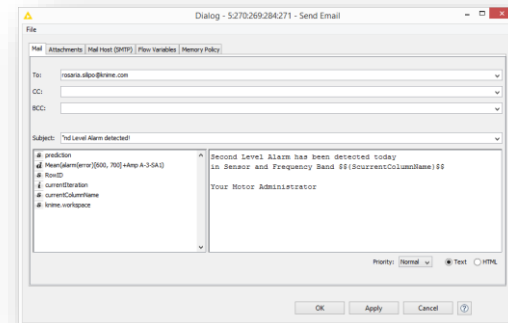 Dialog - 5:270:269:284:271 - Send Email
File
Mail Attachments Mail Host (SMTP) Flow Variables Memory Policy
To: rosaria.silipo@knime.com
CC:
BCC:
Subject: "nd Level Alarm detected!
prediction
Mean(alarm(error)[600, 700]+Amp A-3-SA1)
RowID
currentIteration
currentColumnName
knime.workspace
Second Level Alarm has been detected today
in Sensor and Frequency Band $${ScurrentColumnName}$$
Your Motor Administrator
Priority: Normal Text HTML
OK Apply Cancel ?